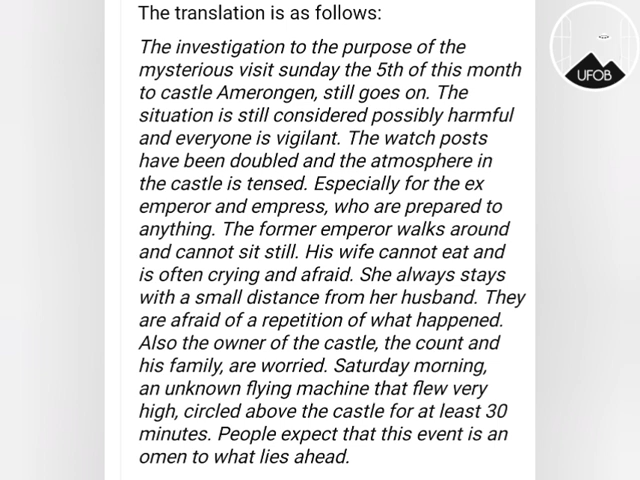 The translation is as follows:
The investigation to the purpose of the
mysterious visit sunday the 5th of this month
to castle Amerongen, still goes on. The
situation is still considered possibly harmful
and everyone is vigilant. The watch posts
have been doubled and the atmosphere in
the castle is tensed. Especially for the ex
emperor and empress, who are prepared to
anything. The former emperor walks around
and cannot sit still. His wife cannot eat and
is often crying and afraid. She always stays
with a small distance from her husband. They
are afraid of a repetition of what happened.
Also the owner of the castle, the count and
his family, are worried. Saturday morning,
an unknown flying machine that flew very
high, circled above the castle for at least 30
minutes. People expect that this event is an
omen to what lies ahead.
UFOB